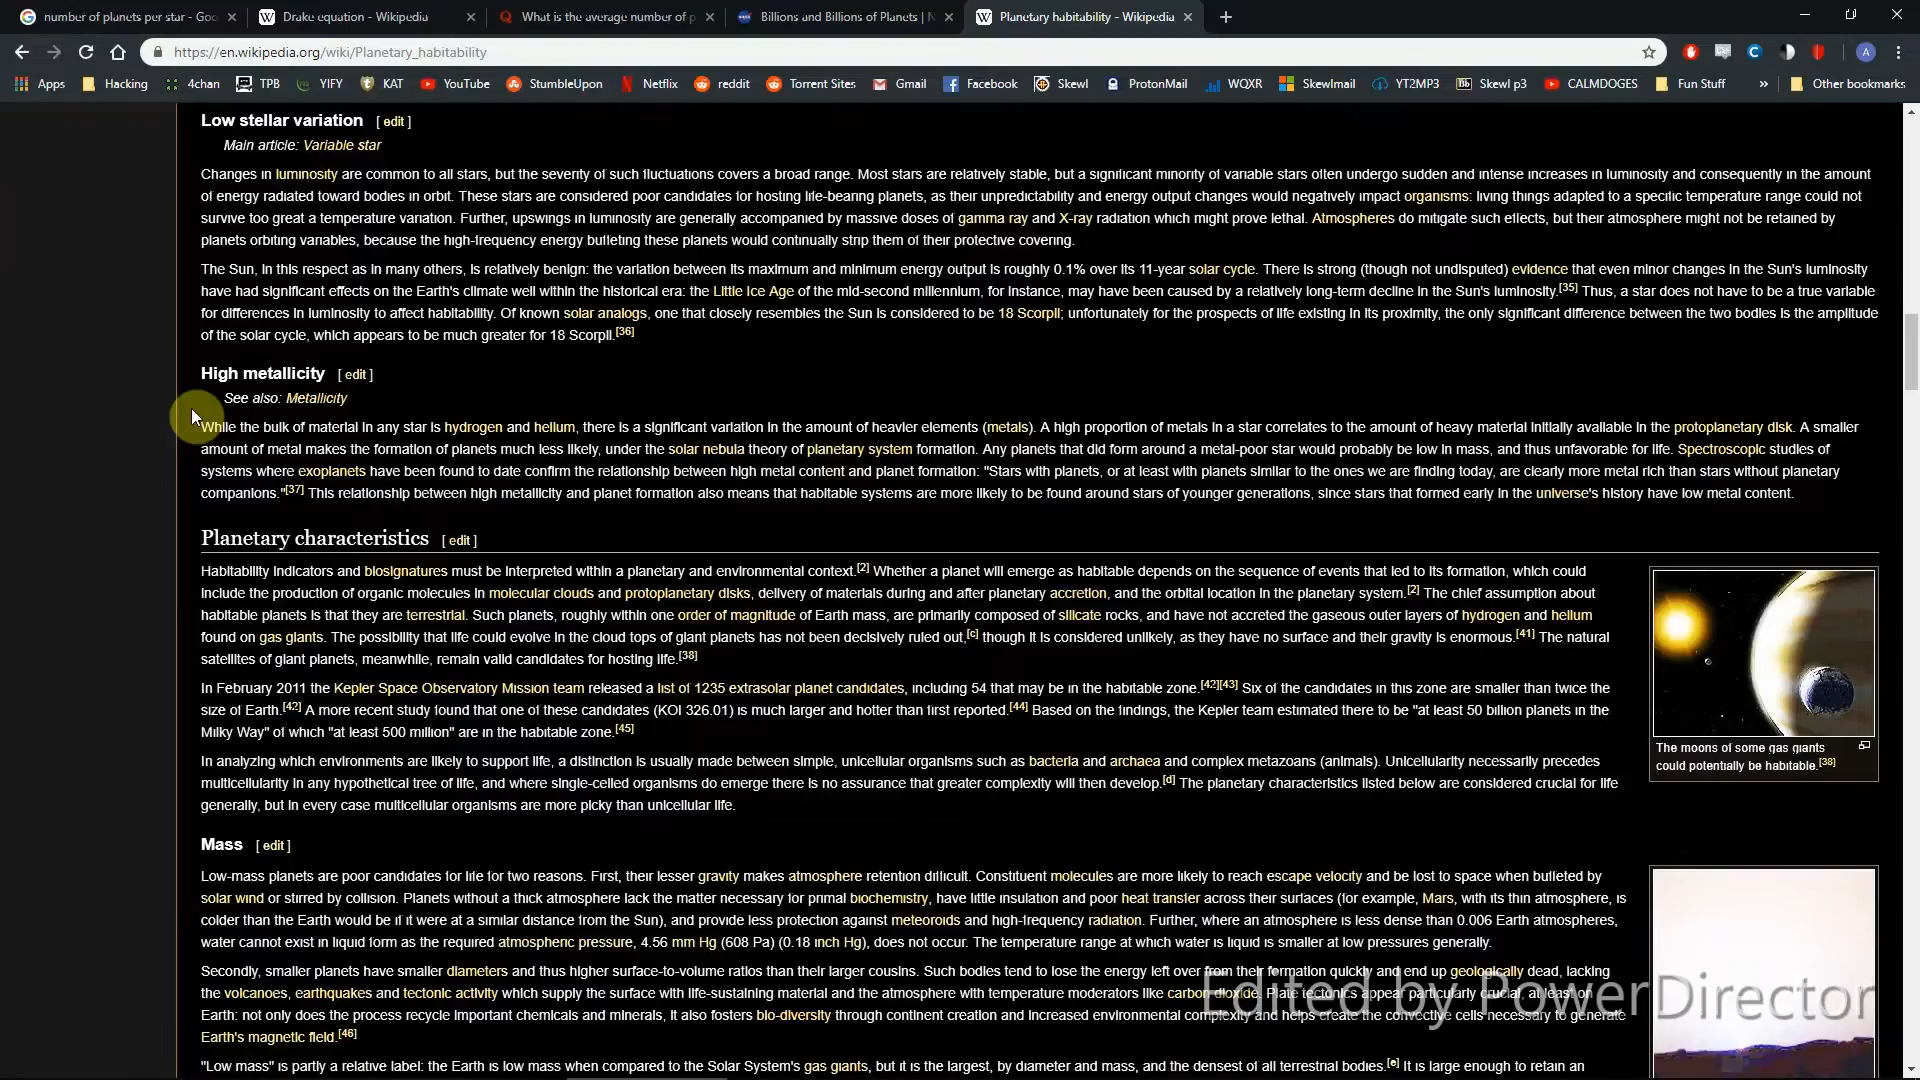 number of planets per star - Goo
Drake equation - Wikipedia
What is the average number of p
Billions and Billions of Planets | N
Planetary habitability - Wikipedia
https://en.wikipedia.org/wiki/Planetary_habitability
A
Apps Hacking 4chan TPB YIFY KAT YouTube StumbleUpon Netflix reddit Torrent Sites Gmail Facebook Skewl ProtonMail WQXR Skewlmail YT2MP3 Skewl p3 CALMDOGES Fun Stuff » Other bookmarks
Low stellar variation [ edit ]
Main article: Variable star
Changes in luminosity are common to all stars, but the severity of such fluctuations covers a broad range. Most stars are relatively stable, but a significant minority of variable stars often undergo sudden and intense increases in luminosity and consequently in the amount
of energy radiated toward bodies in orbit. These stars are considered poor candidates for hosting life-bearing planets, as their unpredictability and energy output changes would negatively impact organisms: living things adapted to a specific temperature range could not
survive too great a temperature variation. Further, upswings in luminosity are generally accompanied by massive doses of gamma ray and X-ray radiation which might prove lethal. Atmospheres do mitigate such effects, but their atmosphere might not be retained by
planets orbiting variables, because the high-frequency energy buffeting these planets would continually strip them of their protective covering.
The Sun, in this respect as in many others, is relatively benign: the variation between its maximum and minimum energy output is roughly 0.1% over its 11-year solar cycle. There is strong (though not undisputed) evidence that even minor changes in the Sun's luminosity
have had significant effects on the Earth's climate well within the historical era: the Little Ice Age of the mid-second millennium, for instance, may have been caused by a relatively long-term decline in the Sun's luminosity.[35] Thus, a star does not have to be a true variable
for differences in luminosity to affect habitability. Of known solar analogs, one that closely resembles the Sun is considered to be 18 Scorpii; unfortunately for the prospects of life existing in its proximity, the only significant difference between the two bodies is the amplitude
of the solar cycle, which appears to be much greater for 18 Scorpii.[36]
High metallicity [ edit ]
See also: Metallicity
While the bulk of material in any star is hydrogen and helium, there is a significant variation in the amount of heavier elements (metals). A high proportion of metals in a star correlates to the amount of heavy material initially available in the protoplanetary disk. A smaller
amount of metal makes the formation of planets much less likely, under the solar nebula theory of planetary system formation. Any planets that did form around a metal-poor star would probably be low in mass, and thus unfavorable for life. Spectroscopic studies of
systems where exoplanets have been found to date confirm the relationship between high metal content and planet formation: "Stars with planets, or at least with planets similar to the ones we are finding today, are clearly more metal rich than stars without planetary
companions."[37] This relationship between high metallicity and planet formation also means that habitable systems are more likely to be found around stars of younger generations, since stars that formed early in the universe's history have low metal content.
Planetary characteristics [ edit ]
Habitability indicators and biosignatures must be interpreted within a planetary and environmental context.[2] Whether a planet will emerge as habitable depends on the sequence of events that led to its formation, which could
include the production of organic molecules in molecular clouds and protoplanetary disks, delivery of materials during and after planetary accretion, and the orbital location in the planetary system.[2] The chief assumption about
habitable planets is that they are terrestrial. Such planets, roughly within one order of magnitude of Earth mass, are primarily composed of silicate rocks, and have not accreted the gaseous outer layers of hydrogen and helium
found on gas giants. The possibility that life could evolve in the cloud tops of giant planets has not been decisively ruled out,[c] though it is considered unlikely, as they have no surface and their gravity is enormous.[41] The natural
satellites of giant planets, meanwhile, remain valid candidates for hosting life.[38]
In February 2011 the Kepler Space Observatory Mission team released a list of 1235 extrasolar planet candidates, including 54 that may be in the habitable zone.[42][43] Six of the candidates in this zone are smaller than twice the
size of Earth.[42] A more recent study found that one of these candidates (KOI 326.01) is much larger and hotter than first reported.[44] Based on the findings, the Kepler team estimated there to be "at least 50 billion planets in the
Milky Way" of which "at least 500 million" are in the habitable zone.[45]
In analyzing which environments are likely to support life, a distinction is usually made between simple, unicellular organisms such as bacteria and archaea and complex metazoans (animals). Unicellularity necessarily precedes
multicellularity in any hypothetical tree of life, and where single-celled organisms do emerge there is no assurance that greater complexity will then develop.[d] The planetary characteristics listed below are considered crucial for life
generally, but in every case multicellular organisms are more picky than unicellular life.
The moons of some gas giants
could potentially be habitable.[38]
Mass [ edit ]
Low-mass planets are poor candidates for life for two reasons. First, their lesser gravity makes atmosphere retention difficult. Constituent molecules are more likely to reach escape velocity and be lost to space when buffeted by
solar wind or stirred by collision. Planets without a thick atmosphere lack the matter necessary for primal biochemistry, have little insulation and poor heat transfer across their surfaces (for example, Mars, with its thin atmosphere, is
colder than the Earth would be if it were at a similar distance from the Sun), and provide less protection against meteoroids and high-frequency radiation. Further, where an atmosphere is less dense than 0.006 Earth atmospheres,
water cannot exist in liquid form as the required atmospheric pressure, 4.56 mm Hg (608 Pa) (0.18 inch Hg), does not occur. The temperature range at which water is liquid is smaller at low pressures generally.
Secondly, smaller planets have smaller diameters and thus higher surface-to-volume ratios than their larger cousins. Such bodies tend to lose the energy left over from their formation quickly and end up geologically dead, lacking
the volcanoes, earthquakes and tectonic activity which supply the surface with life-sustaining material and the atmosphere with temperature moderators like carbon dioxide. Plate tectonics appear particularly crucial, at least on
Earth: not only does the process recycle important chemicals and minerals, it also fosters bio-diversity through continent creation and increased environmental complexity and helps create the convective cells necessary to generate
Earth's magnetic field.[46]
"Low mass" is partly a relative label: the Earth is low mass when compared to the Solar System's gas giants, but it is the largest, by diameter and mass, and the densest of all terrestrial bodies.[e] It is large enough to retain an
Edited by PowerDirector